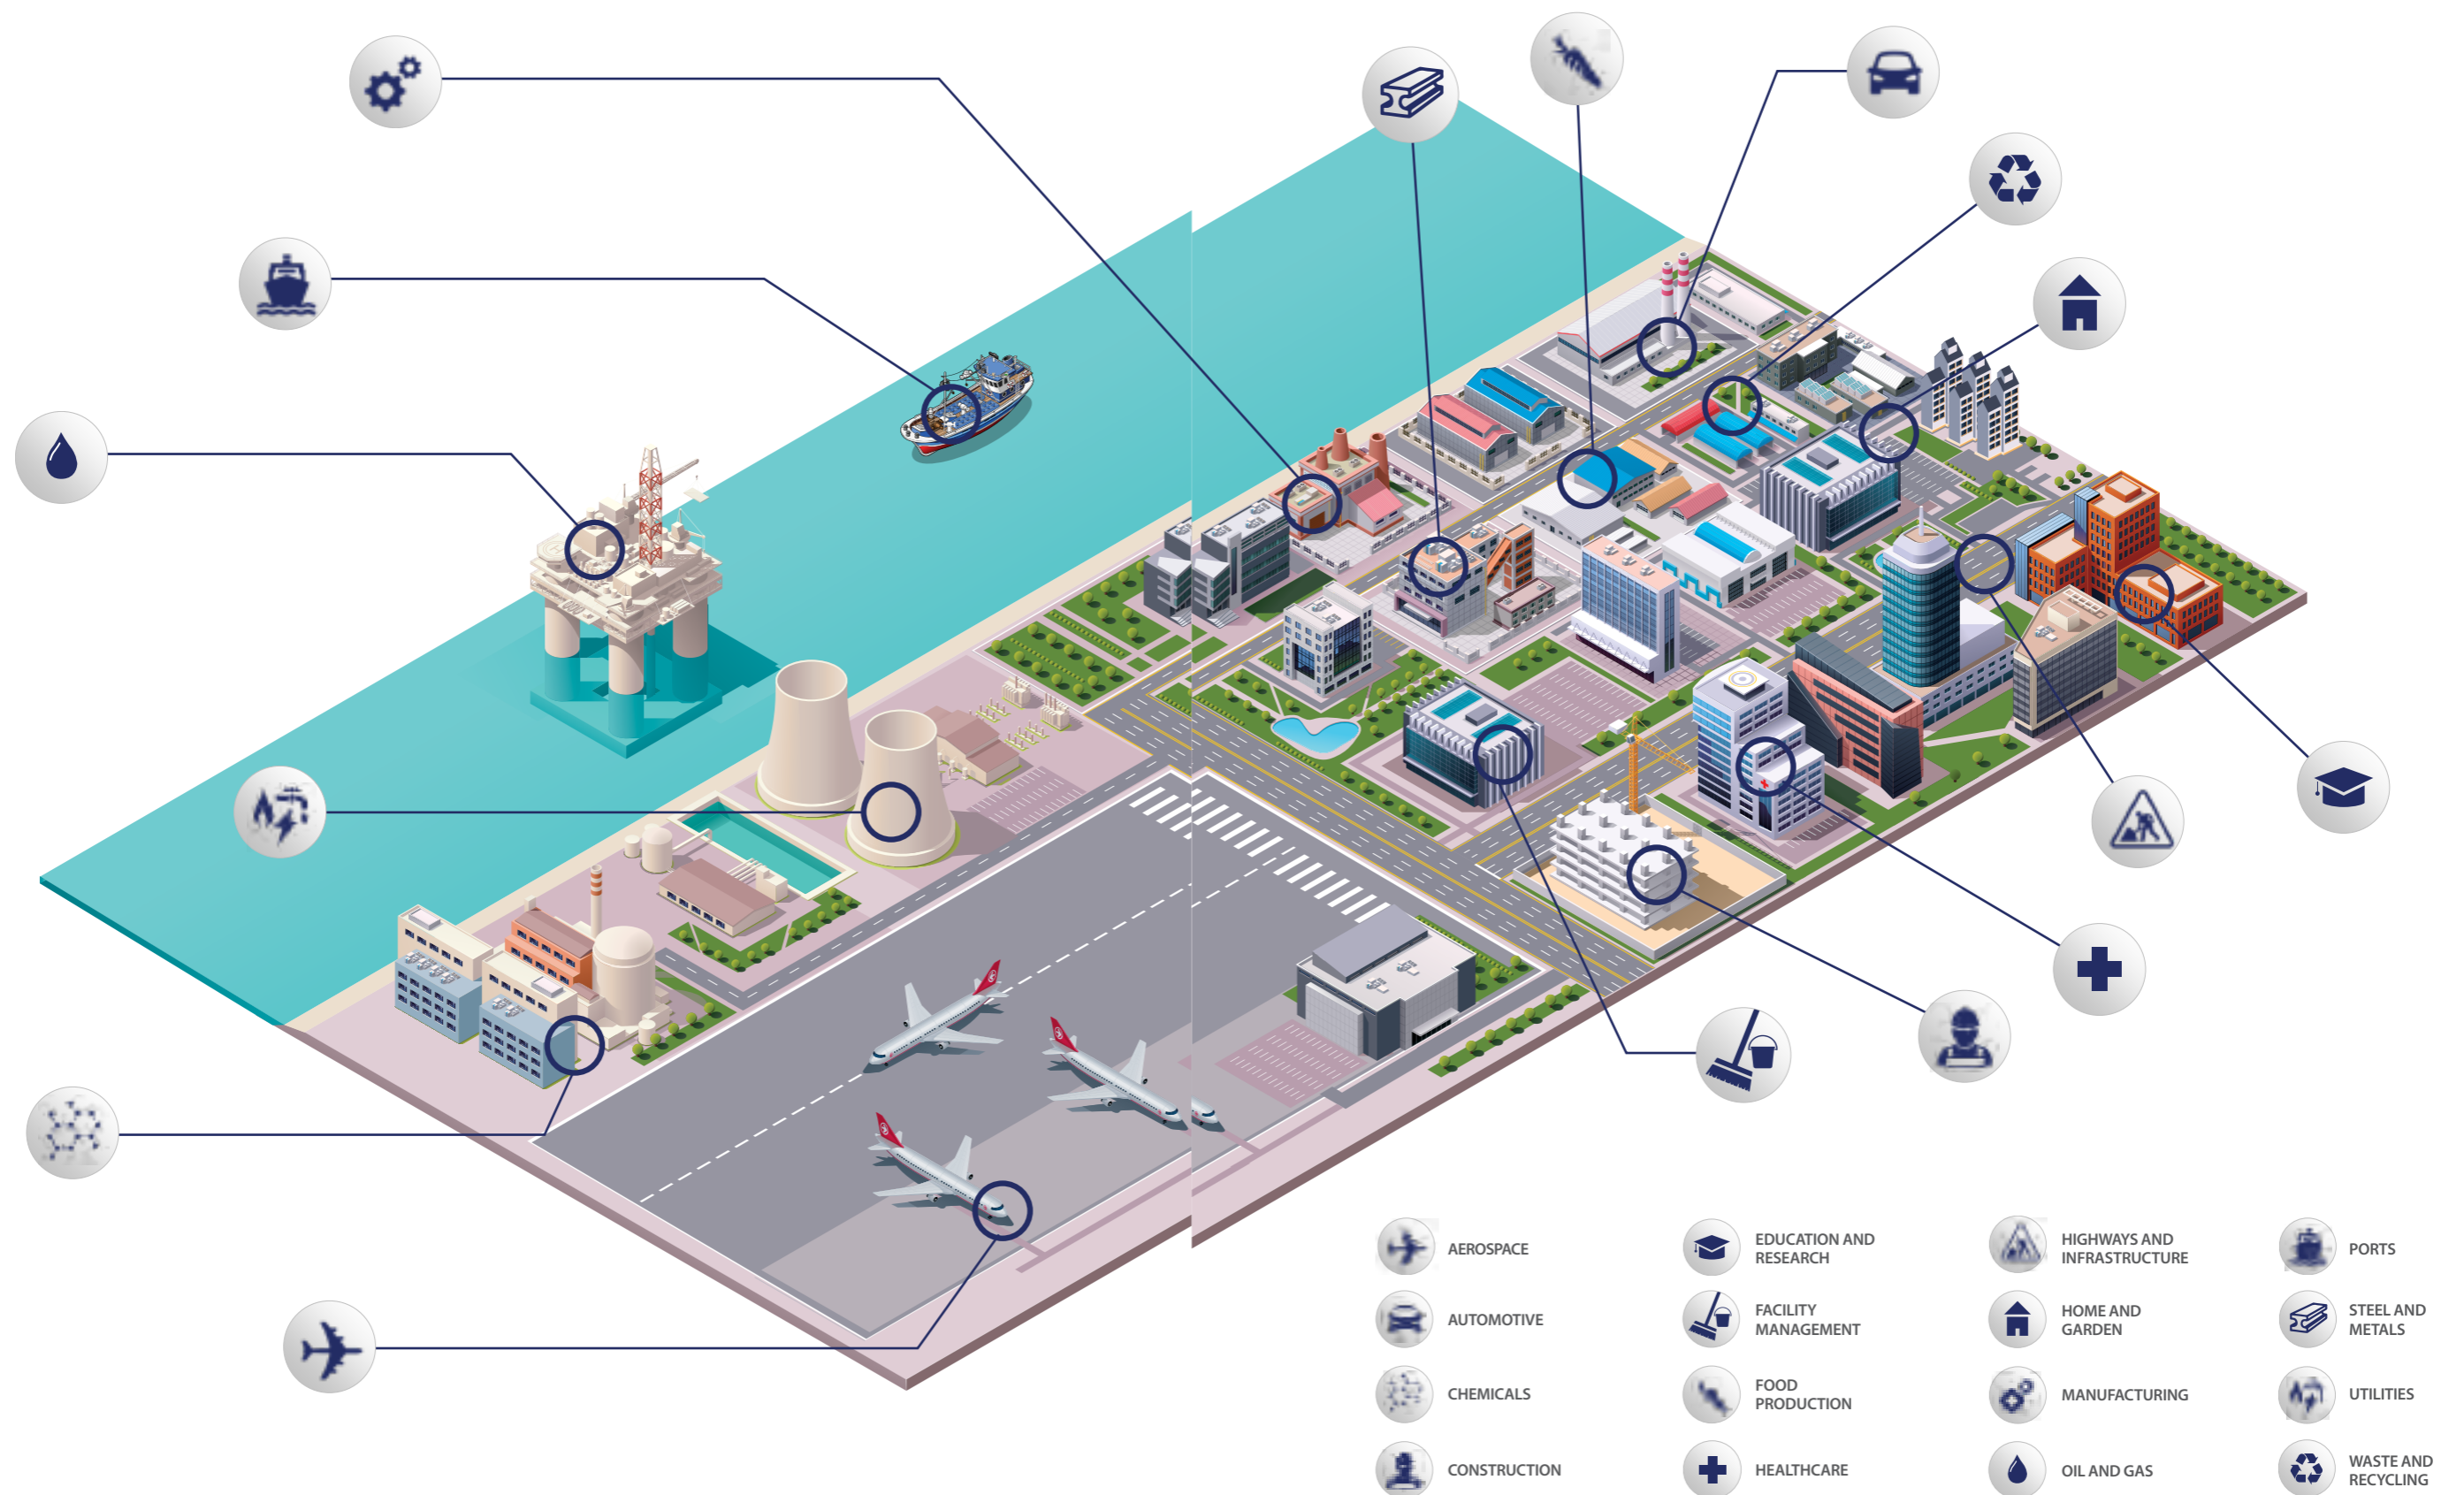 AEROSPACE
EDUCATION AND
RESEARCH
HIGHWAYS AND
INFRASTRUCTURE
PORTS
AUTOMOTIVE
FACILITY
MANAGEMENT
HOME AND
GARDEN
STEEL AND
METALS
CHEMICALS
FOOD
PRODUCTION
MANUFACTURING
UTILITIES
CONSTRUCTION
HEALTHCARE
OIL AND GAS
WASTE AND
RECYCLING